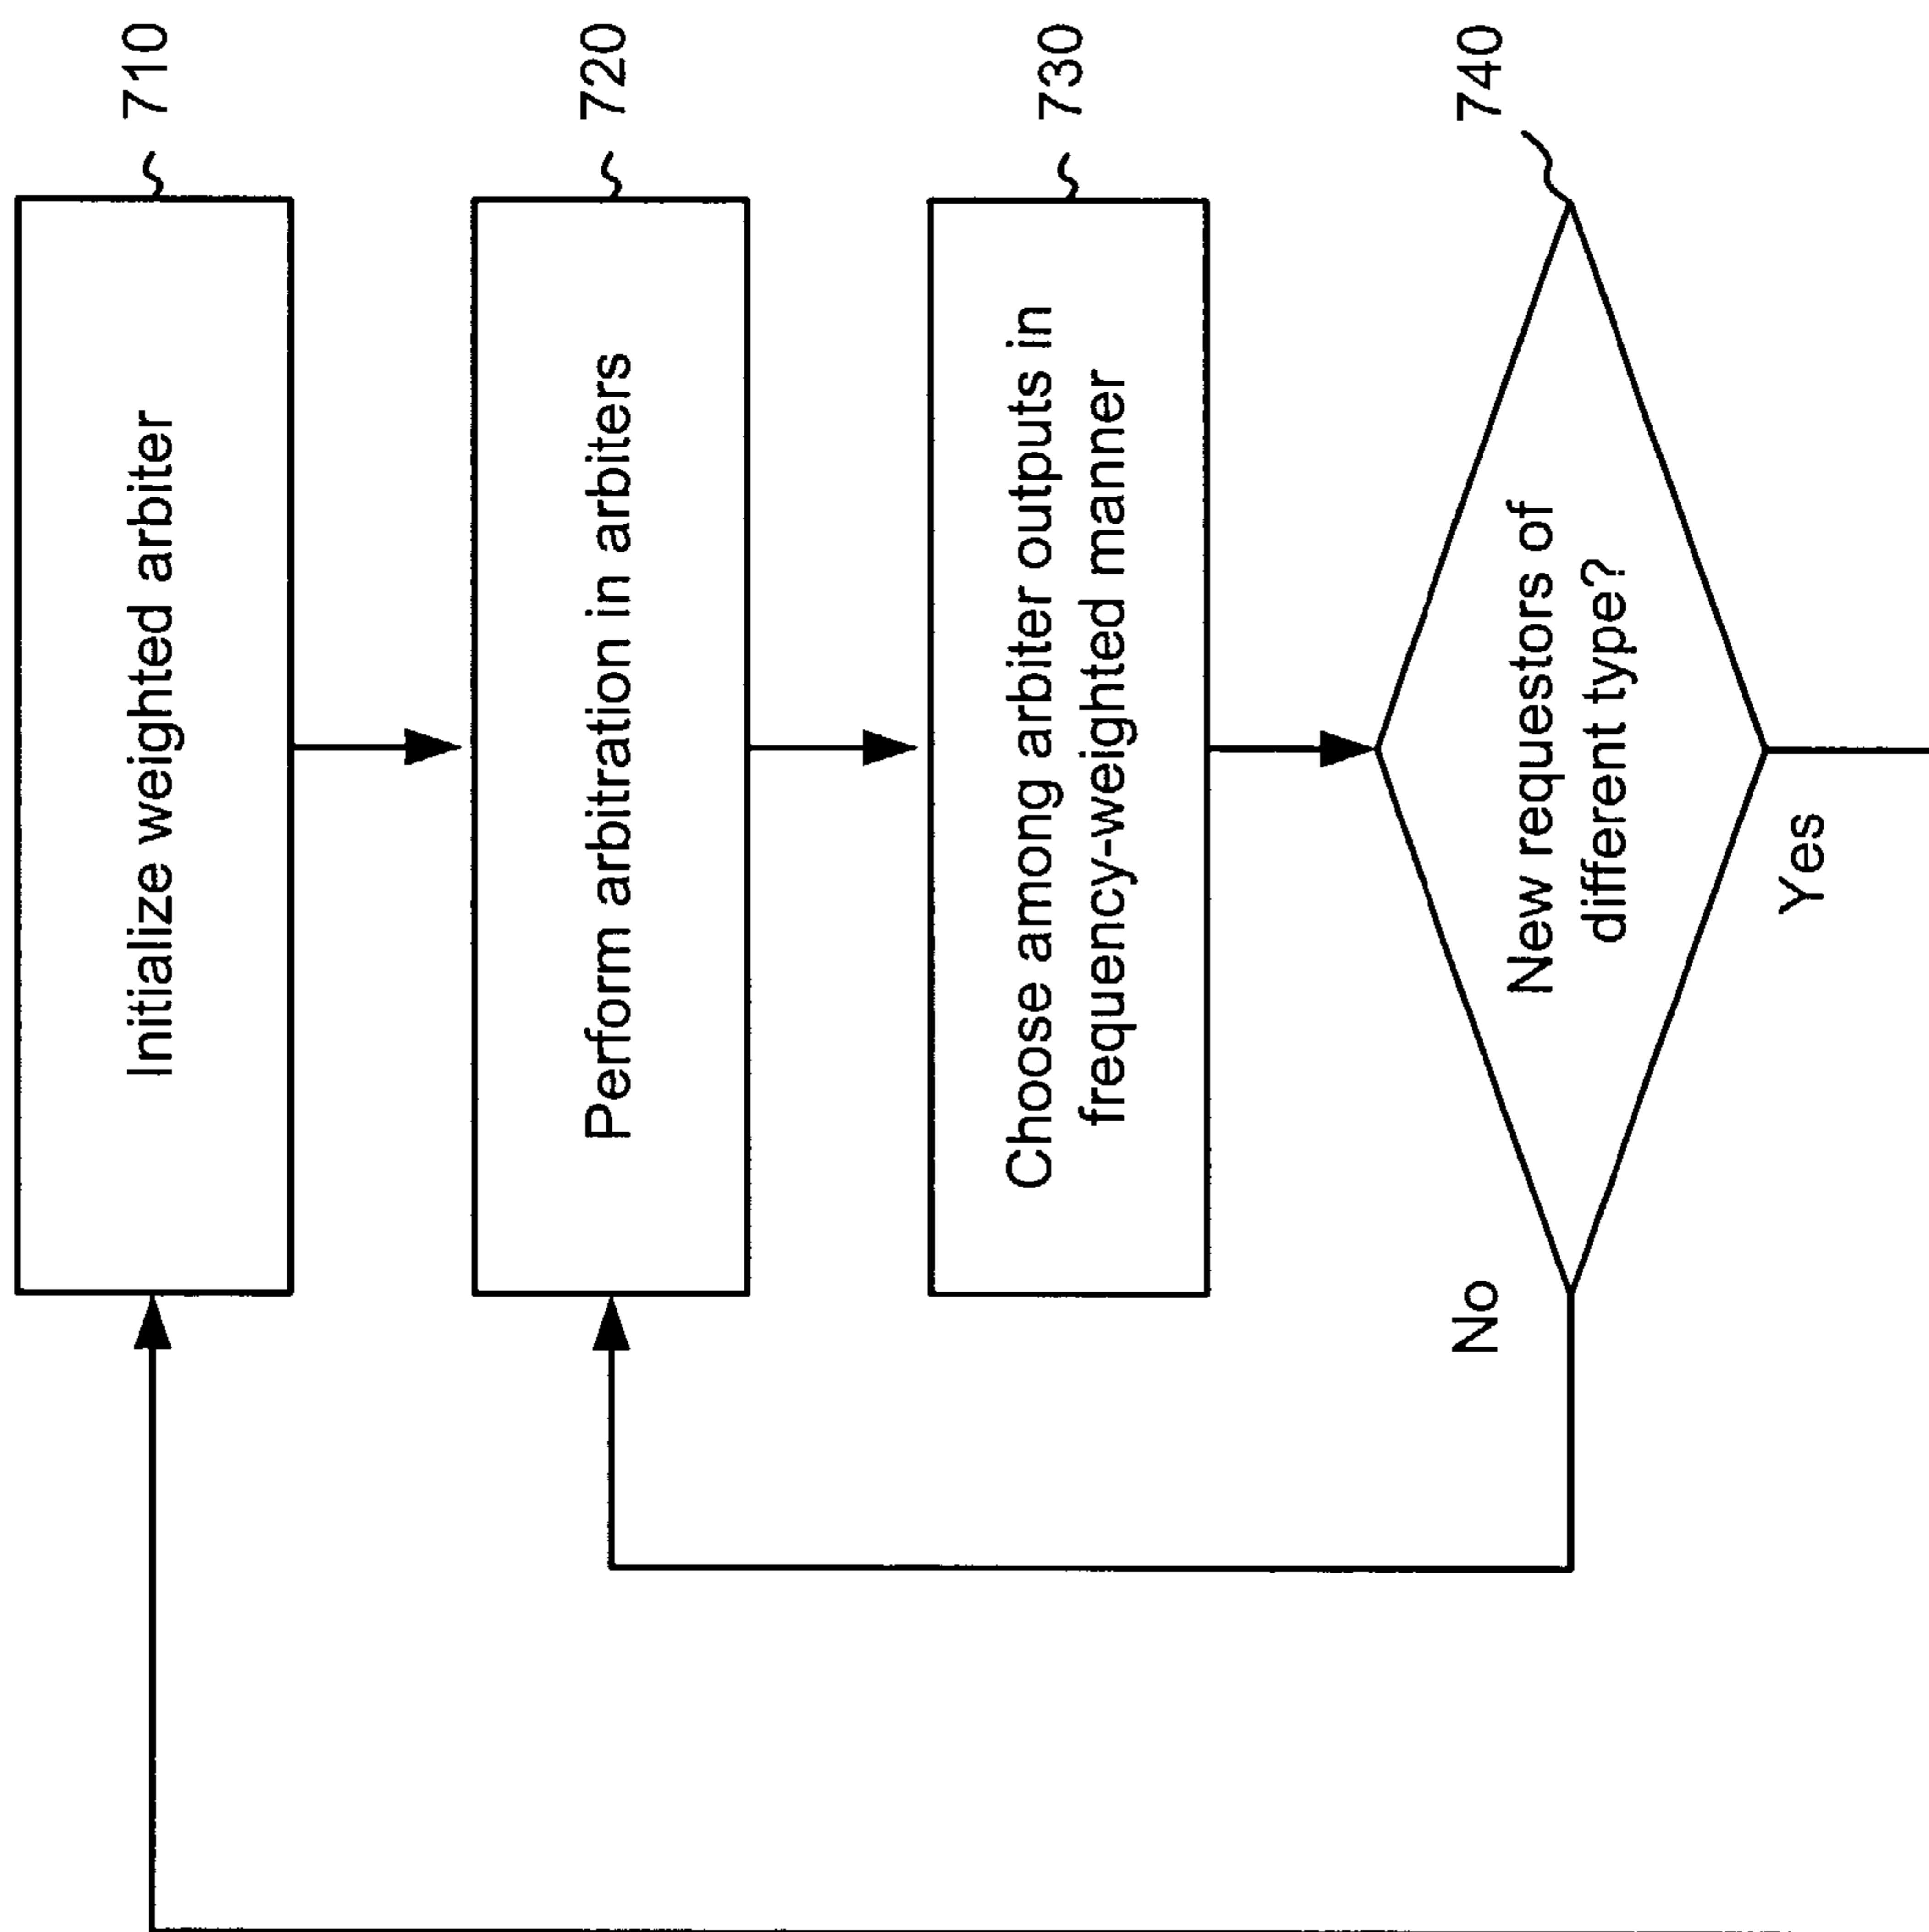 Initialize weighted arbiter
710
Perform arbitration in arbiters
720
Choose among arbiter outputs in
frequency-weighted manner
730
New requestors of
different type?
740
No
Yes